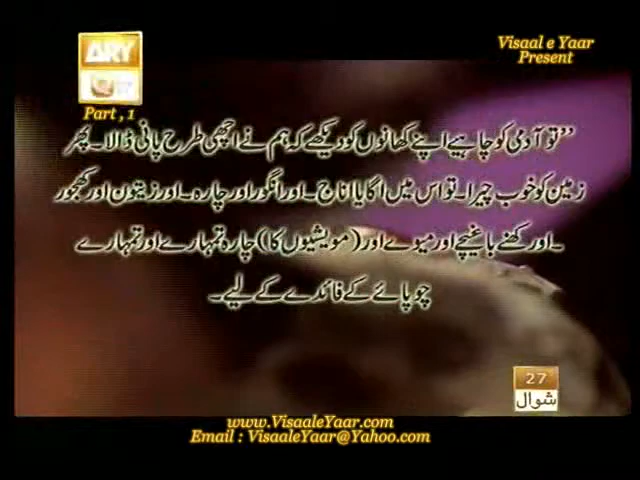 ARY
Visaal e Yaar
Present
Part , 1
”تو آدمی کو چاہیے اپنے کھانوں کو دیکھے کہ ہم نے اچھی طرح پانی ڈالا۔ پھر
زمین کو خوب چیرا۔ تو اس میں اگایا اناج۔ اور انگور اور چارہ۔ اور زیتون اور کھجور
۔ اور گھنے باغیچے اور میوے اور (مویشیوں کا) چارہ تمہارے اور تمہارے
چوپائے کے فائدے کے لیے۔
27
شوال
www.VisaaleYaar.com
Email : VisaaleYaar@Yahoo.com